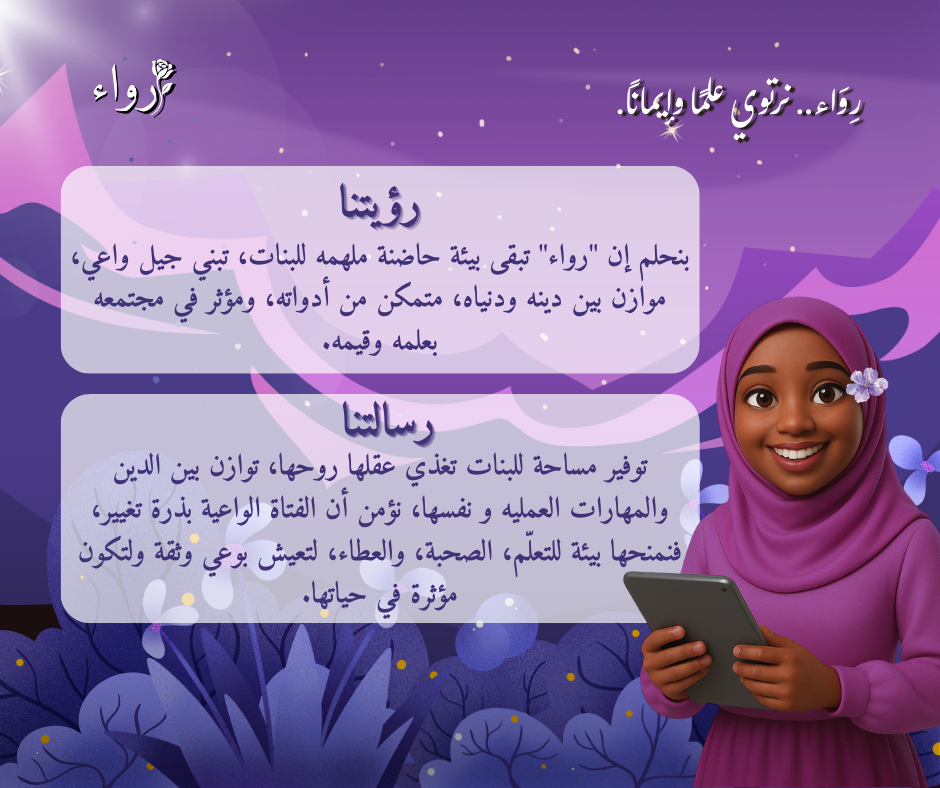 رِوَاء.. نرتوي علمًا وإيمانًا.
رواء
رؤيتنا
بنحلم إن "رواء" تبقى بيئة حاضنة ملهمه للبنات، تبني جيل واعي،
موازن بين دينه ودنياه، متمكن من أدواته، ومؤثر في مجتمعه
بعلمه وقيمه.
رسالتنا
توفير مساحة للبنات تغذي عقلها روحها، توازن بين الدين
والمهارات العمليه و نفسها، نؤمن أن الفتاة الواعية بذرة تغيير،
فنمنحها بيئة للتعلّم، الصحبة، والعطاء، لتعيش بوعي وثقة ولتكون
مؤثرة في حياتها.